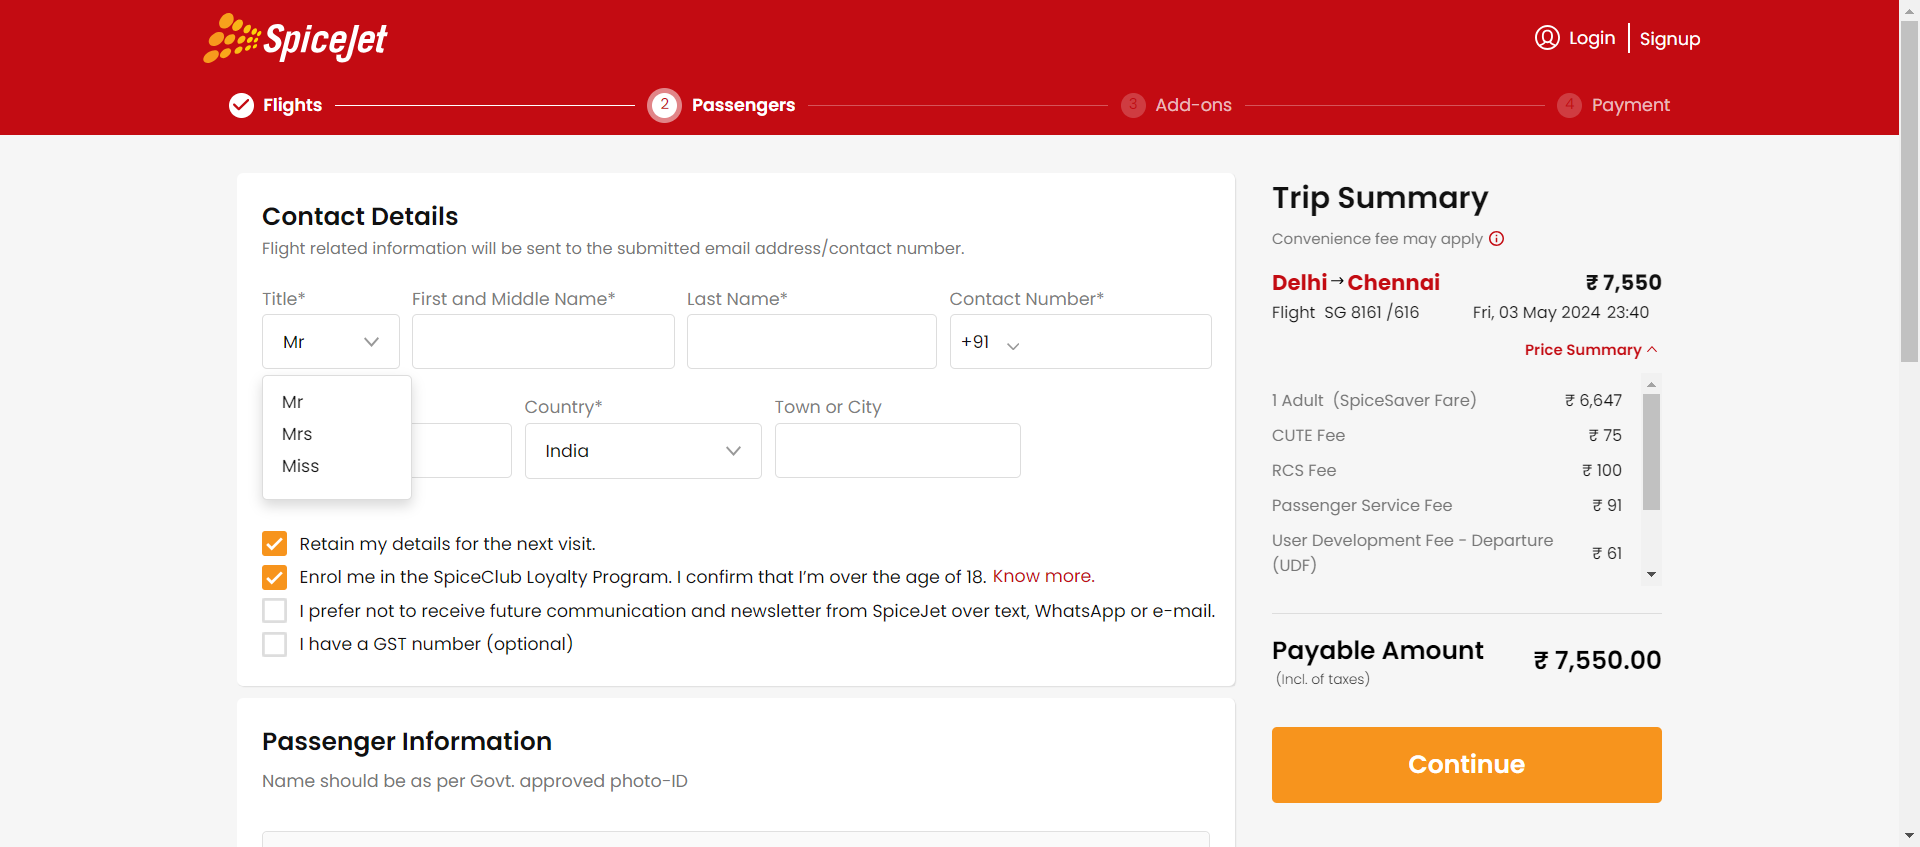 SpiceJet
Login
Signup
Flights
2 Passengers
3 Add-ons
4 Payment
Contact Details
Flight related information will be sent to the submitted email address/contact number.
Title* First and Middle Name* Last Name* Contact Number*
Mr +91
Mr
Mrs
Miss
Country* Town or City
India
Retain my details for the next visit.
Enrol me in the SpiceClub Loyalty Program. I confirm that I’m over the age of 18. Know more.
I prefer not to receive future communication and newsletter from SpiceJet over text, WhatsApp or e-mail.
I have a GST number (optional)
Passenger Information
Name should be as per Govt. approved photo-ID
Trip Summary
Convenience fee may apply
Delhi → Chennai ₹ 7,550
Flight SG 8161 /616 Fri, 03 May 2024 23:40
Price Summary
1 Adult (SpiceSaver Fare) ₹ 6,647
CUTE Fee ₹ 75
RCS Fee ₹ 100
Passenger Service Fee ₹ 91
User Development Fee - Departure
(UDF) ₹ 61
Payable Amount ₹ 7,550.00
(Incl. of taxes)
Continue